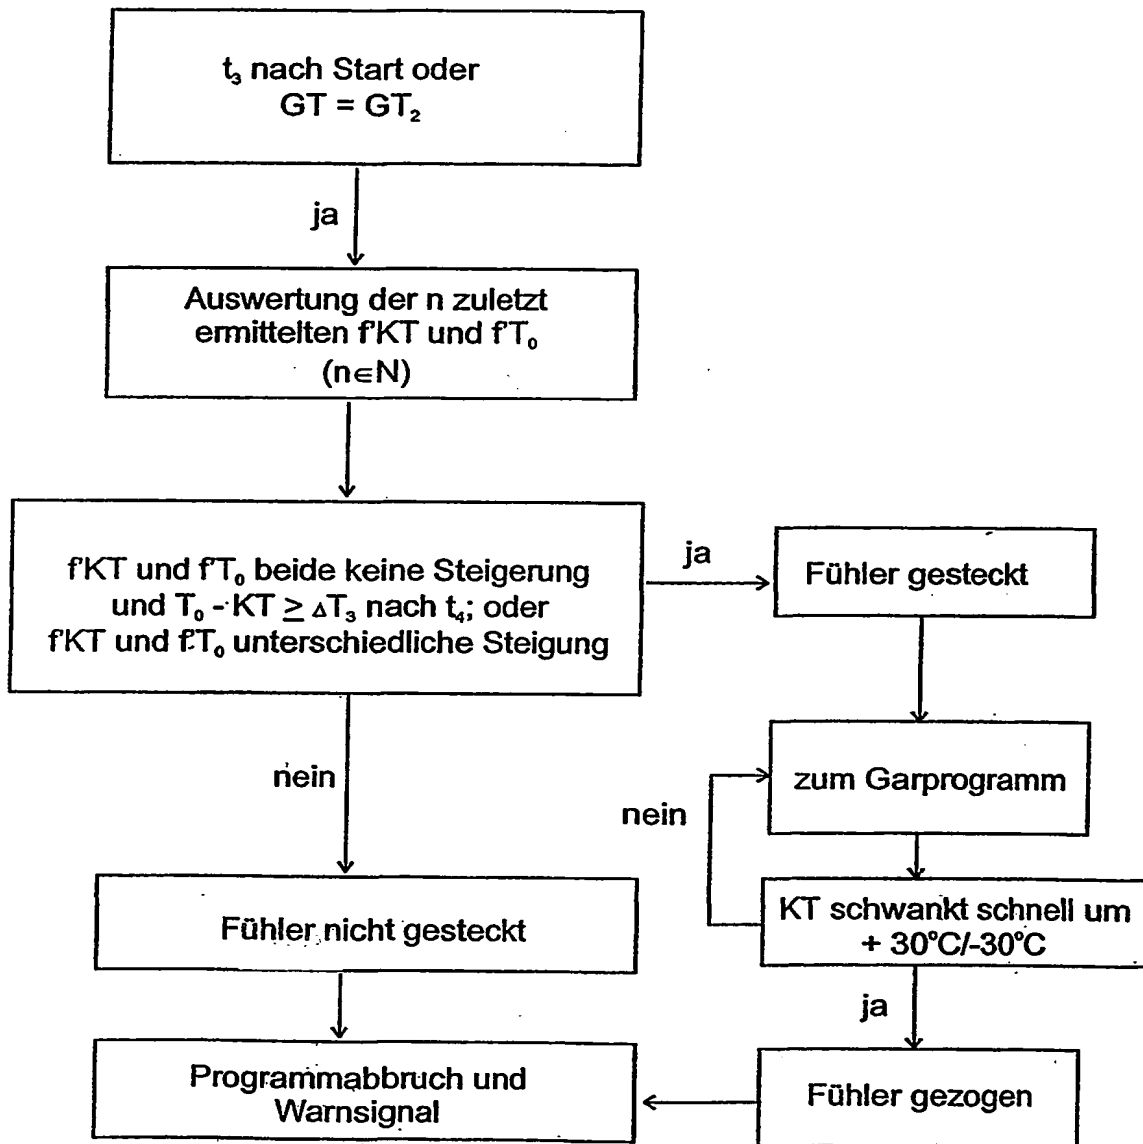 t₃ nach Start oder
GT = GT₂
ja
Auswertung der n zuletzt
ermittelten f'KT und f'T₀
(n∈N)
f'KT und f'T₀ beide keine Steigerung
und T₀ - KT ≥ ΔT₃ nach t₄; oder
f'KT und f'T₀ unterschiedliche Steigung
ja
Fühler gesteckt
nein
zum Garprogramm
nein
KT schwankt schnell um
+ 30°C/-30°C
Fühler nicht gesteckt
ja
Programmabbruch und
Warnsignal
Fühler gezogen